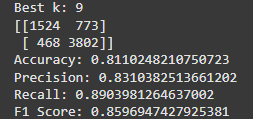 Best k: 9
[[1524  773]
 [ 468 3802]]
Accuracy: 0.8110248210750723
Precision: 0.8310382513661202
Recall: 0.8903981264637002
F1 Score: 0.8596947427925381